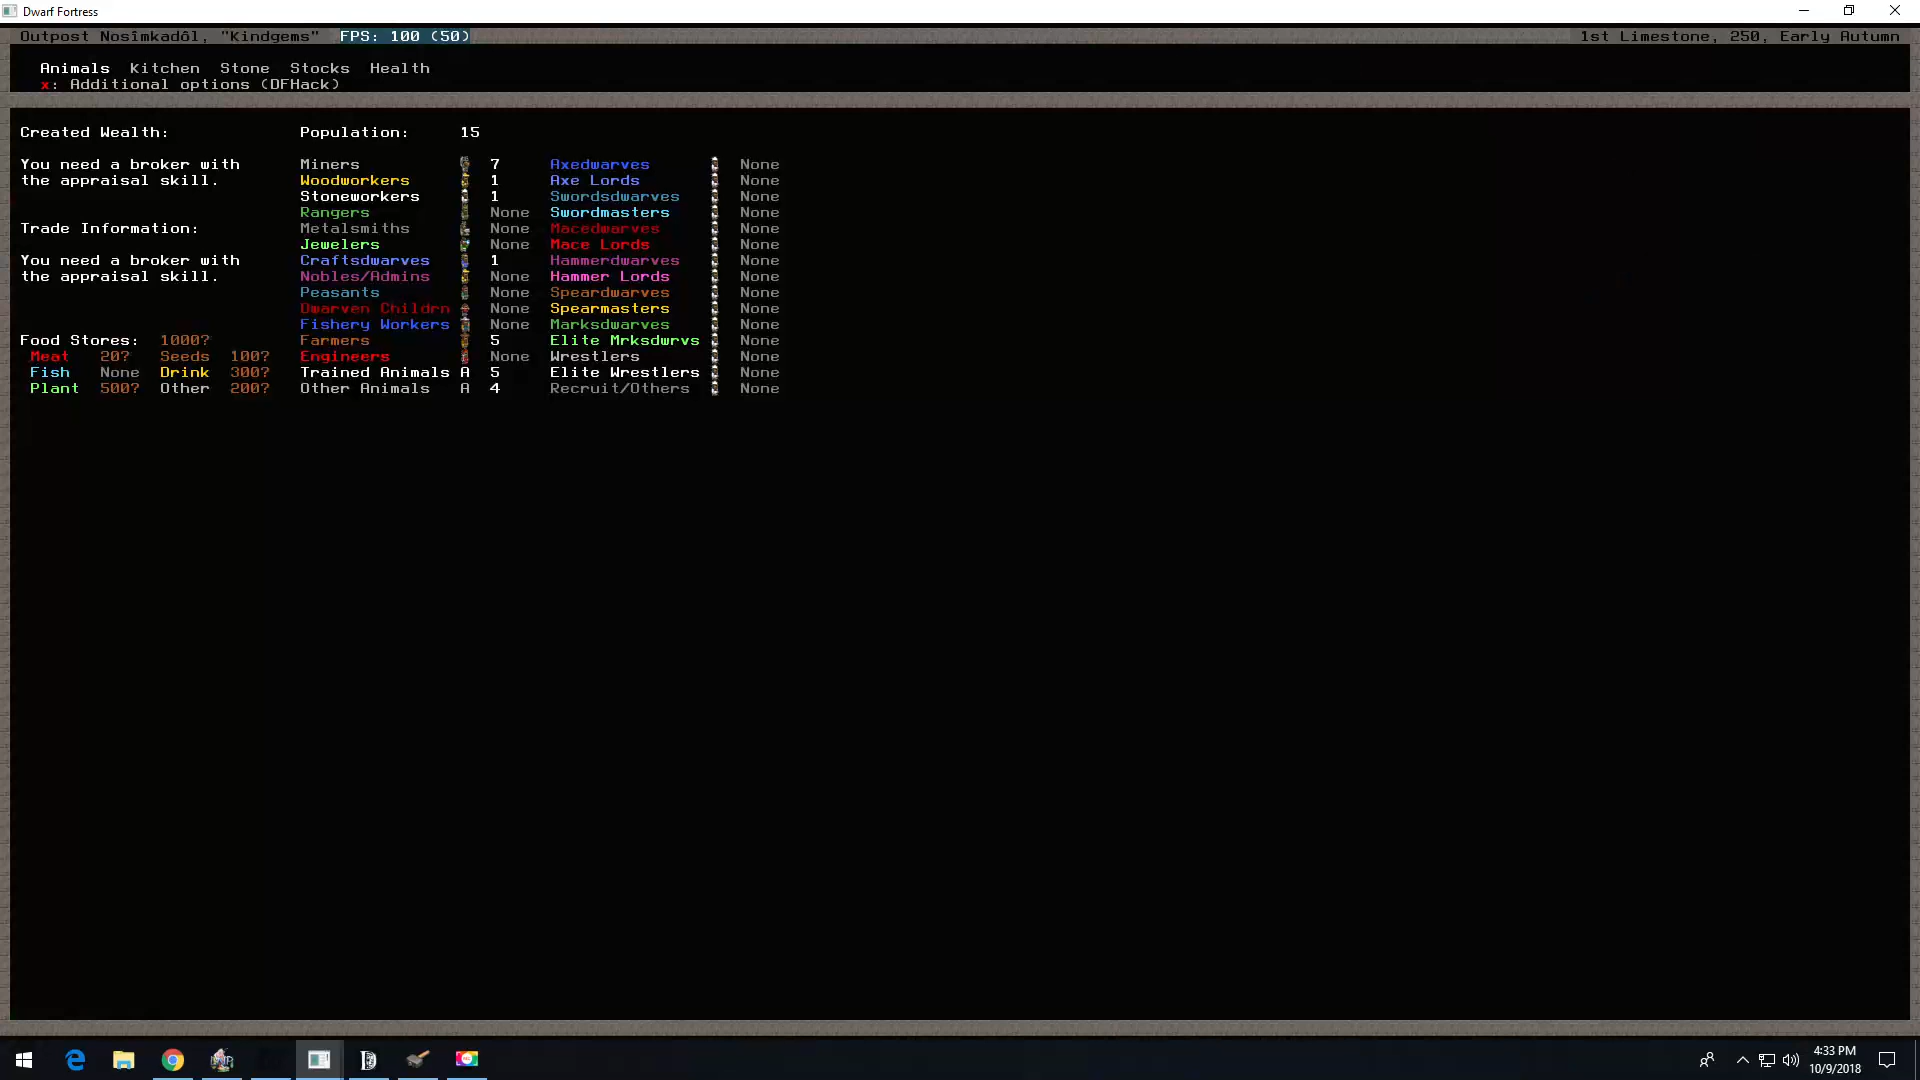 Dwarf Fortress
Outpost Nosîmkadôl, "Kindgems" FPS: 100 (50) 1st Limestone, 250, Early Autumn
Animals Kitchen Stone Stocks Health
x: Additional options (DFHack)
Created Wealth: Population: 15
You need a broker with Miners 7 Axedwarves None
the appraisal skill. Woodworkers 1 Axe Lords None
Stoneworkers 1 Swordsdwarves None
Rangers None Swordmasters None
Trade Information: Metalsmiths None Macedwarves None
Jewelers None Mace Lords None
You need a broker with Craftsdwarves 1 Hammerdwarves None
the appraisal skill. Nobles/Admins None Hammer Lords None
Peasants None Speardwarves None
Dwarven Childrn None Spearmasters None
Fishery Workers None Marksdwarves None
Food Stores: 1000? Farmers 5 Elite Mrksdwrvs None
Meat 20? Seeds 100? Engineers None Wrestlers None
Fish None Drink 300? Trained Animals A 5 Elite Wrestlers None
Plant 500? Other 200? Other Animals A 4 Recruit/Others None
4:33 PM
10/9/2018